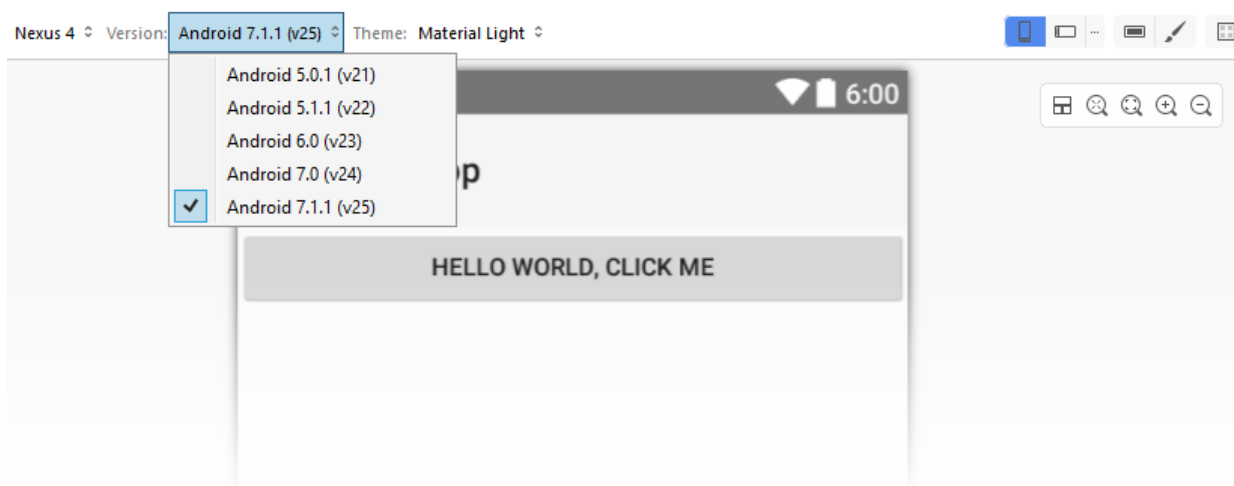 Nexus 4 Version: Android 7.1.1 (v25) Theme: Material Light
Android 5.0.1 (v21)
Android 5.1.1 (v22)
Android 6.0 (v23)
Android 7.0 (v24)
Android 7.1.1 (v25)
6:00
pp
HELLO WORLD, CLICK ME